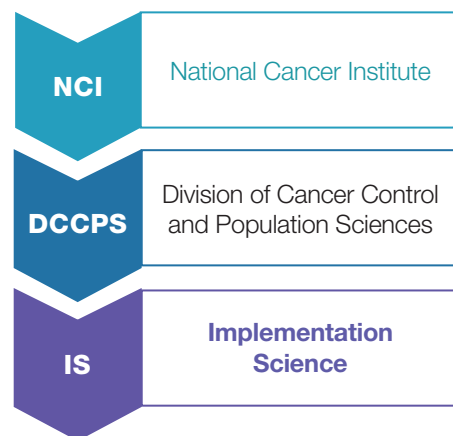 NCI
National Cancer Institute
DCCPS
Division of Cancer Control
and Population Sciences
IS
Implementation
Science